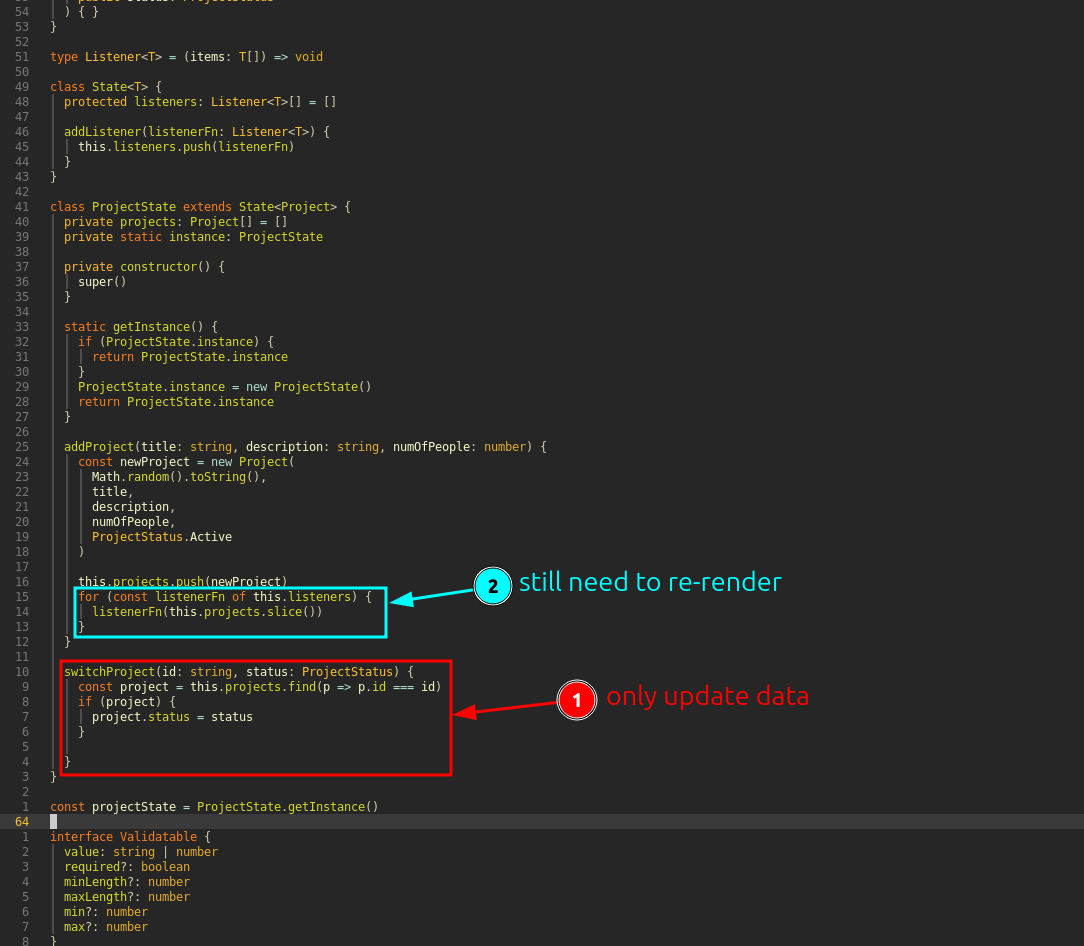 54 ) { }
53 }
52
51 type Listener<T> = (items: T[]) => void
50
49 class State<T> {
48 protected listeners: Listener<T>[] = []
47
46 addListener(listenerFn: Listener<T>) {
45 this.listeners.push(listenerFn)
44 }
43 }
42
41 class ProjectState extends State<Project> {
40 private projects: Project[] = []
39 private static instance: ProjectState
38
37 private constructor() {
36 super()
35 }
34
33 static getInstance() {
32 if (ProjectState.instance) {
31 return ProjectState.instance
30 }
29 ProjectState.instance = new ProjectState()
28 return ProjectState.instance
27 }
26
25 addProject(title: string, description: string, numOfPeople: number) {
24 const newProject = new Project(
23 Math.random().toString(),
22 title,
21 description,
20 numOfPeople,
19 ProjectStatus.Active
18 )
17
16 this.projects.push(newProject)
15 for (const listenerFn of this.listeners) {
14 listenerFn(this.projects.slice())
13 }
12 }
2 still need to re-render
11
10 switchProject(id: string, status: ProjectStatus) {
9 const project = this.projects.find(p => p.id === id)
8 if (project) {
7 project.status = status
6 }
5
4 }
3 }
1 only update data
2
1 const projectState = ProjectState.getInstance()
64
1 interface Validatable {
2 value: string | number
3 required?: boolean
4 minLength?: number
5 maxLength?: number
6 min?: number
7 max?: number
8 }